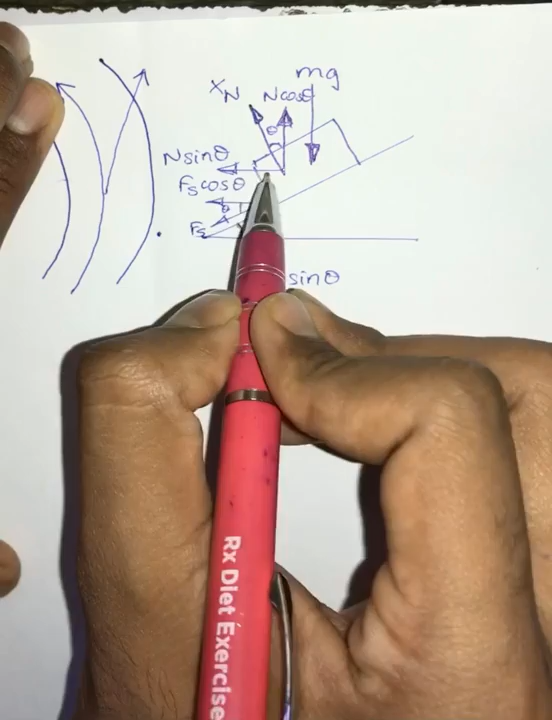 mg
N Ncosθ
θ
Nsinθ
Fscosθ
θ
Fs
sinθ
Rx DIet Exercise